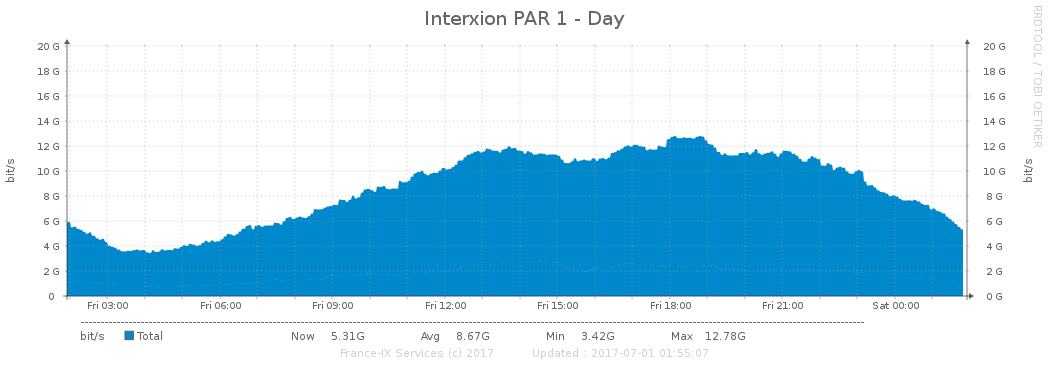 Interxion PAR 1 - Day
RRDTOOL / TOBI OETIKER
20 G 20 G
18 G 18 G
16 G 16 G
14 G 14 G
12 G 12 G
10 G 10 G
8 G 8 G
6 G 6 G
4 G 4 G
2 G 2 G
0 0 G
bit/s bit/s
Fri 03:00 Fri 06:00 Fri 09:00 Fri 12:00 Fri 15:00 Fri 18:00 Fri 21:00 Sat 00:00
bit/s Total Now 5.31G Avg 8.67G Min 3.42G Max 12.78G
France-IX Services (c) 2017 Updated : 2017-07-01 01:55:07